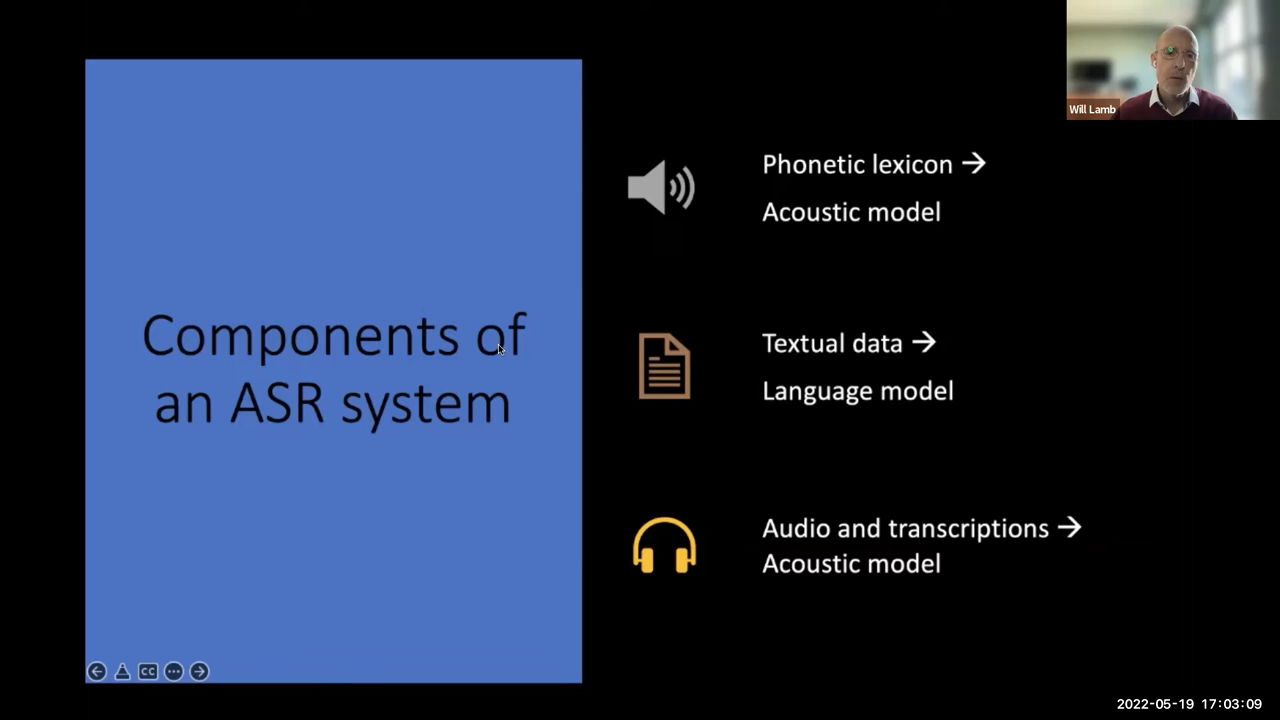 Will Lamb
Components of
an ASR system
Phonetic lexicon →
Acoustic model
Textual data →
Language model
Audio and transcriptions →
Acoustic model
CC
2022-05-19 17:03:09